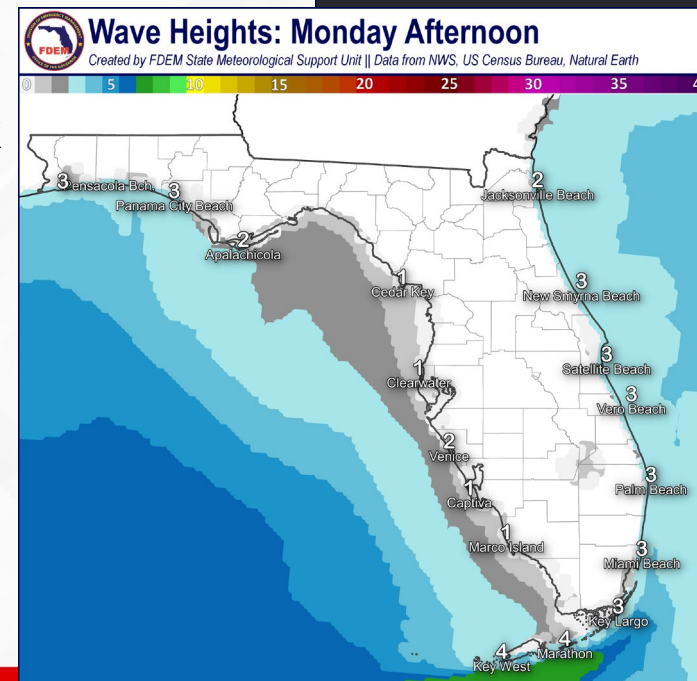 Wave Heights: Monday Afternoon
Created by FDEM State Meteorological Support Unit || Data from NWS, US Census Bureau, Natural Earth
FDEM
0 5 10 15 20 25 30 35 4
3 Pensacola Bch.
3
Panama City Beach
2
Apalachicola
2
Jacksonville Beach
1
Cedar Key
3
New Smyrna Beach
1
Clearwater
3
Satellite Beach
3
Vero Beach
2
Venice
1
Captiva
3
Palm Beach
1
Marco Island
3
Miami Beach
3
Key Largo
4
Marathon
4
Key West